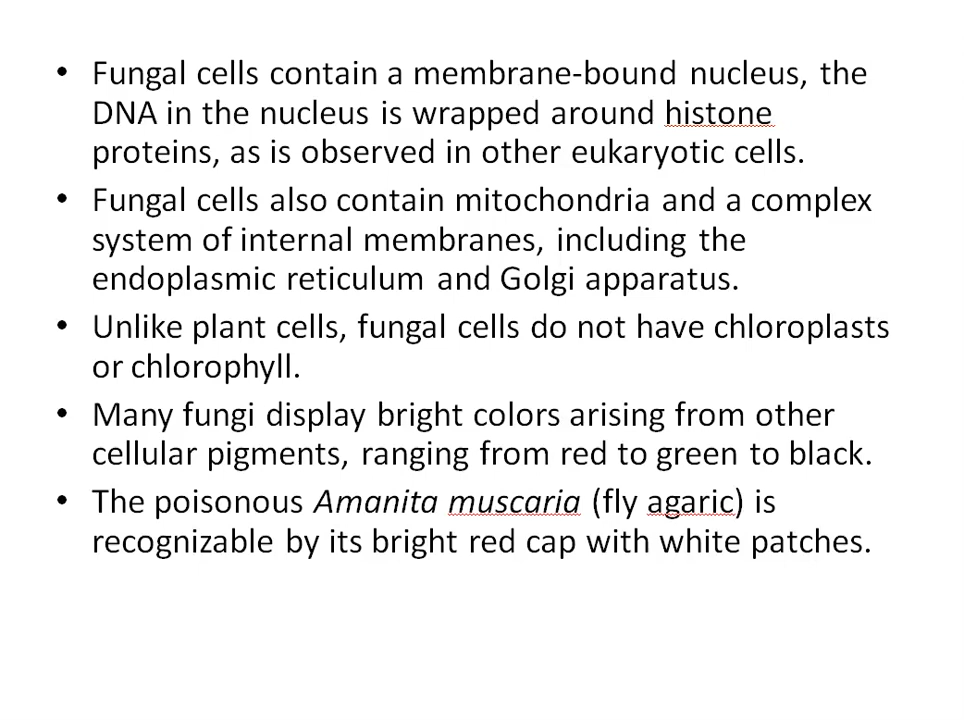 • Fungal cells contain a membrane-bound nucleus, the
DNA in the nucleus is wrapped around histone
proteins, as is observed in other eukaryotic cells.
• Fungal cells also contain mitochondria and a complex
system of internal membranes, including the
endoplasmic reticulum and Golgi apparatus.
• Unlike plant cells, fungal cells do not have chloroplasts
or chlorophyll.
• Many fungi display bright colors arising from other
cellular pigments, ranging from red to green to black.
• The poisonous Amanita muscaria (fly agaric) is
recognizable by its bright red cap with white patches.